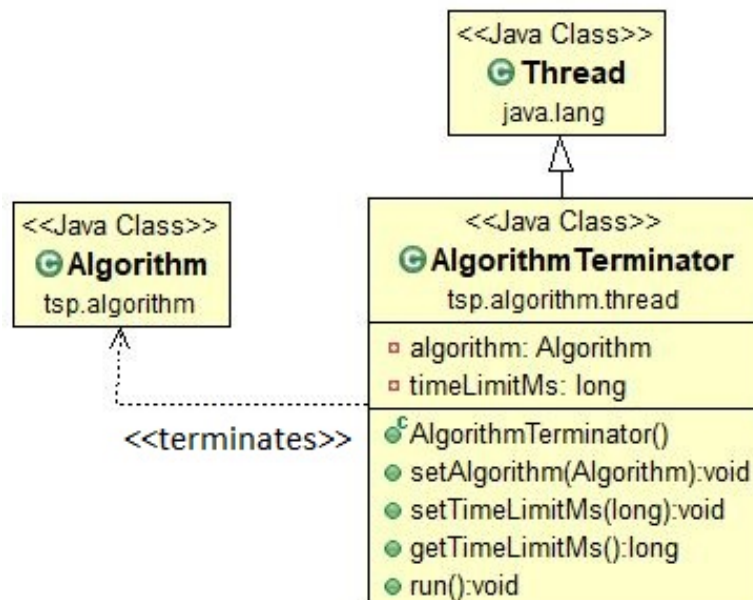 <<Java Class>>
Thread
java.lang
<<Java Class>>
Algorithm
tsp.algorithm
<<terminates>>
<<Java Class>>
AlgorithmTerminator
tsp.algorithm.thread
algorithm: Algorithm
timeLimitMs: long
AlgorithmTerminator()
setAlgorithm(Algorithm):void
setTimeLimitMs(long):void
getTimeLimitMs():long
run():void